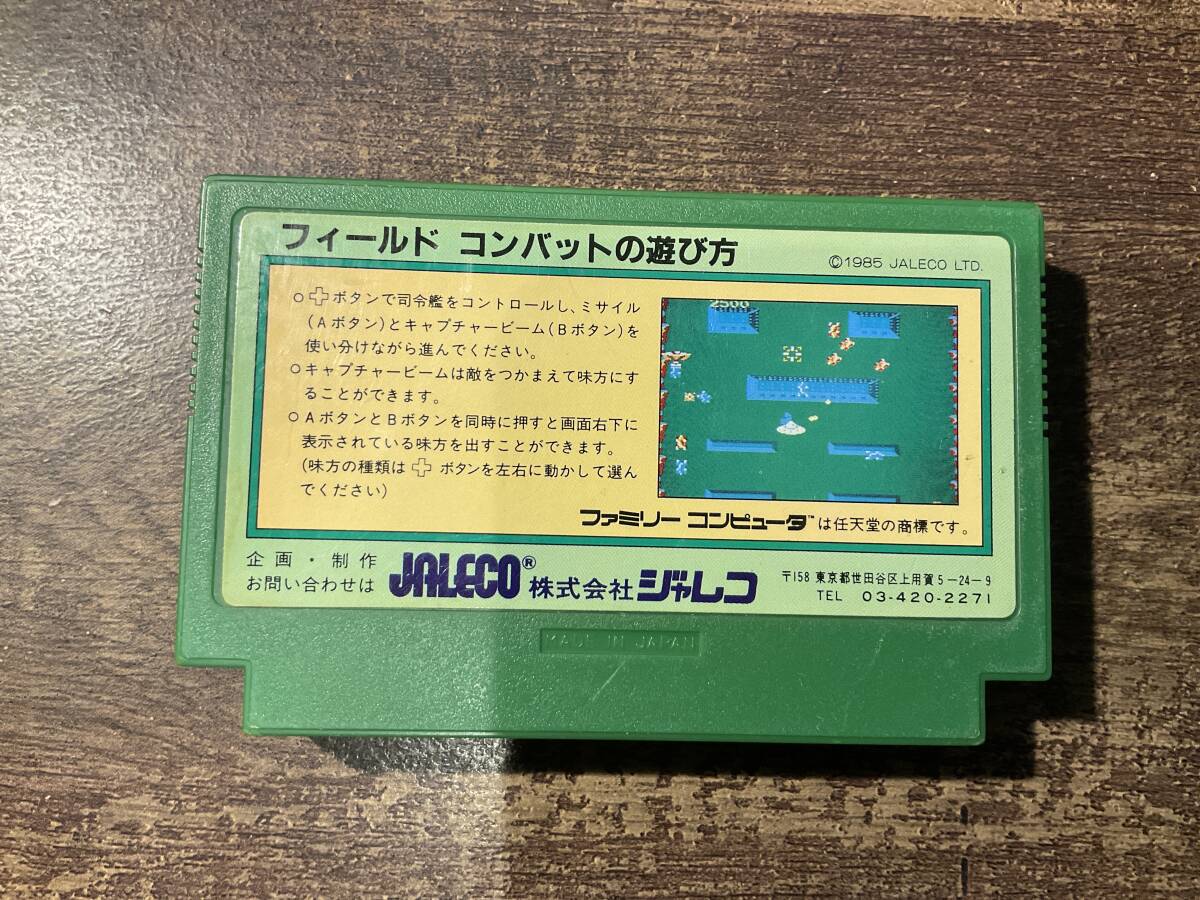 フィールド コンバットの遊び方
©1985 JALECO LTD.
○✚ボタンで司令艦をコントロールし、ミサイル
(Aボタン)とキャプチャービーム(Bボタン)を
使い分けながら進んでください。
○キャプチャービームは敵をつかまえて味方にす
ることができます。
○AボタンとBボタンを同時に押すと画面右下に
表示されている味方を出すことができます。
(味方の種類は ✚ ボタンを左右に動かして選ん
でください)
2500
ファミリー コンピュータ™は任天堂の商標です。
企画・制作
お問い合わせは JALECO® 株式会社 ジャレコ
〒158 東京都世田谷区上用賀5-24-9
TEL 03-420-2271
MADE IN JAPAN